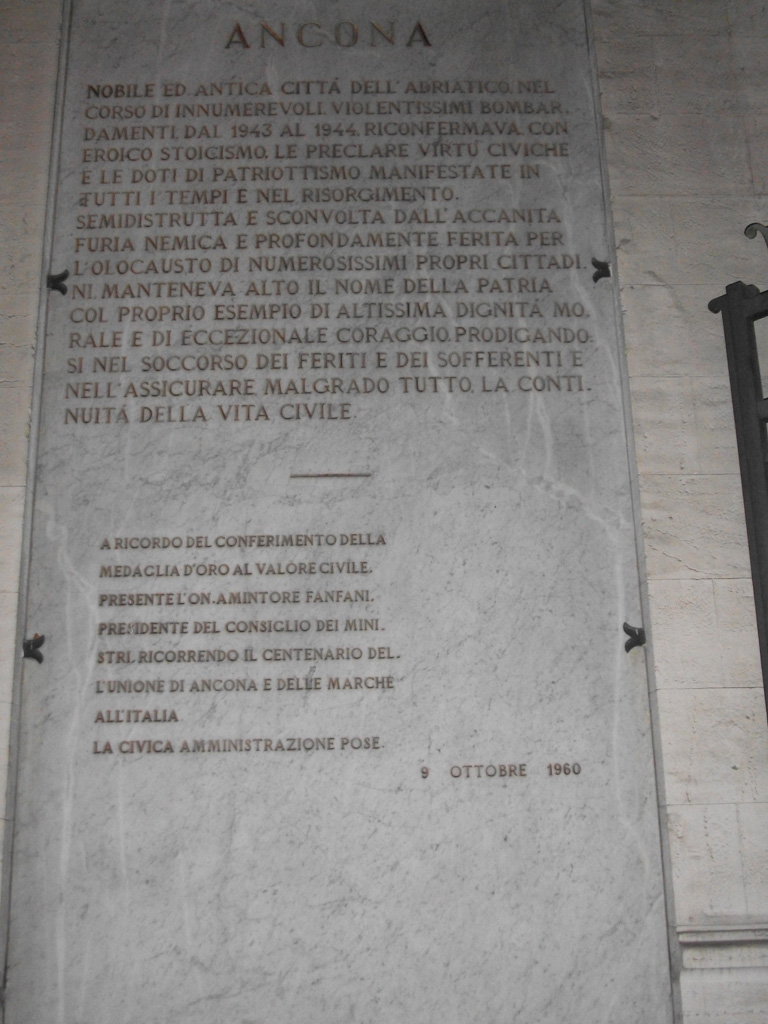 ANCONA
NOBILE ED ANTICA CITTÁ DELL'ADRIATICO, NEL
CORSO DI INNUMEREVOLI, VIOLENTISSIMI BOMBAR.
DAMENTI, DAL 1943 AL 1944, RICONFERMAVA, CON
EROICO STOICISMO, LE PRECLARE VIRTÚ CIVICHE
E LE DOTI DI PATRIOTTISMO MANIFESTATE IN
TUTTI I TEMPI E NEL RISORGIMENTO.
SEMIDISTRUTTA E SCONVOLTA DALL'ACCANITA
FURIA NEMICA E PROFONDAMENTE FERITA PER
L'OLOCAUSTO DI NUMEROSISSIMI PROPRI CITTADI.
NI, MANTENEVA ALTO IL NOME DELLA PATRIA
COL PROPRIO ESEMPIO DI ALTISSIMA DIGNITÁ MO.
RALE E DI ECCEZIONALE CORAGGIO, PRODIGANDO.
SI NEL SOCCORSO DEI FERITI E DEI SOFFERENTI E
NELL'ASSICURARE, MALGRADO TUTTO, LA CONTI.
NUITÁ DELLA VITA CIVILE.
A RICORDO DEL CONFERIMENTO DELLA
MEDAGLIA D'ORO AL VALORE CIVILE,
PRESENTE L'ON. AMINTORE FANFANI,
PRESIDENTE DEL CONSIGLIO DEI MINI.
STRI, RICORRENDO IL CENTENARIO DEL.
L'UNIONE DI ANCONA E DELLE MARCHE
ALL'ITALIA
LA CIVICA AMMINISTRAZIONE POSE.
9 OTTOBRE 1960